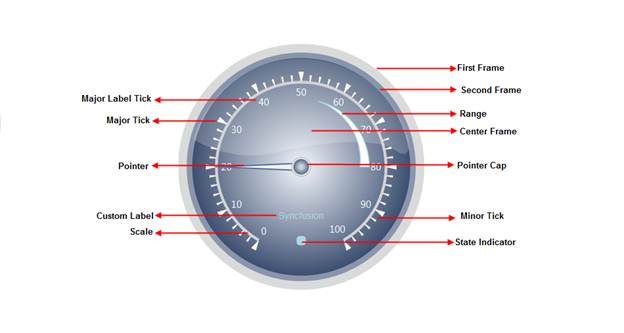 First Frame
Second Frame
Major Label Tick
50
40
60
Range
Major Tick
30
70
Center Frame
Pointer
20
80
Pointer Cap
Custom Label
10
90
Syncfusion
Minor Tick
Scale
0
100
State Indicator